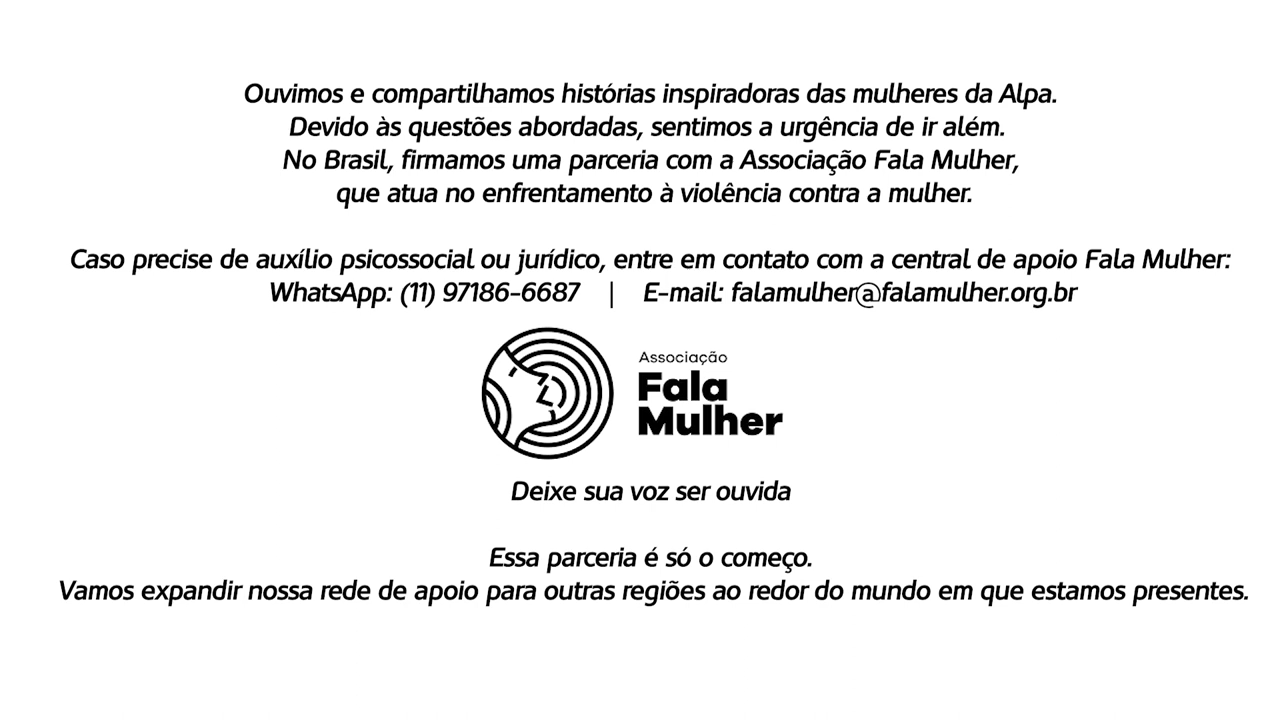 Ouvimos e compartilhamos histórias inspiradoras das mulheres da Alpa.
Devido às questões abordadas, sentimos a urgência de ir além.
No Brasil, firmamos uma parceria com a Associação Fala Mulher,
que atua no enfrentamento à violência contra a mulher.
Caso precise de auxílio psicossocial ou jurídico, entre em contato com a central de apoio Fala Mulher:
WhatsApp: (11) 97186-6687 | E-mail: falamulher@falamulher.org.br
Associação
Fala
Mulher
Deixe sua voz ser ouvida
Essa parceria é só o começo.
Vamos expandir nossa rede de apoio para outras regiões ao redor do mundo em que estamos presentes.